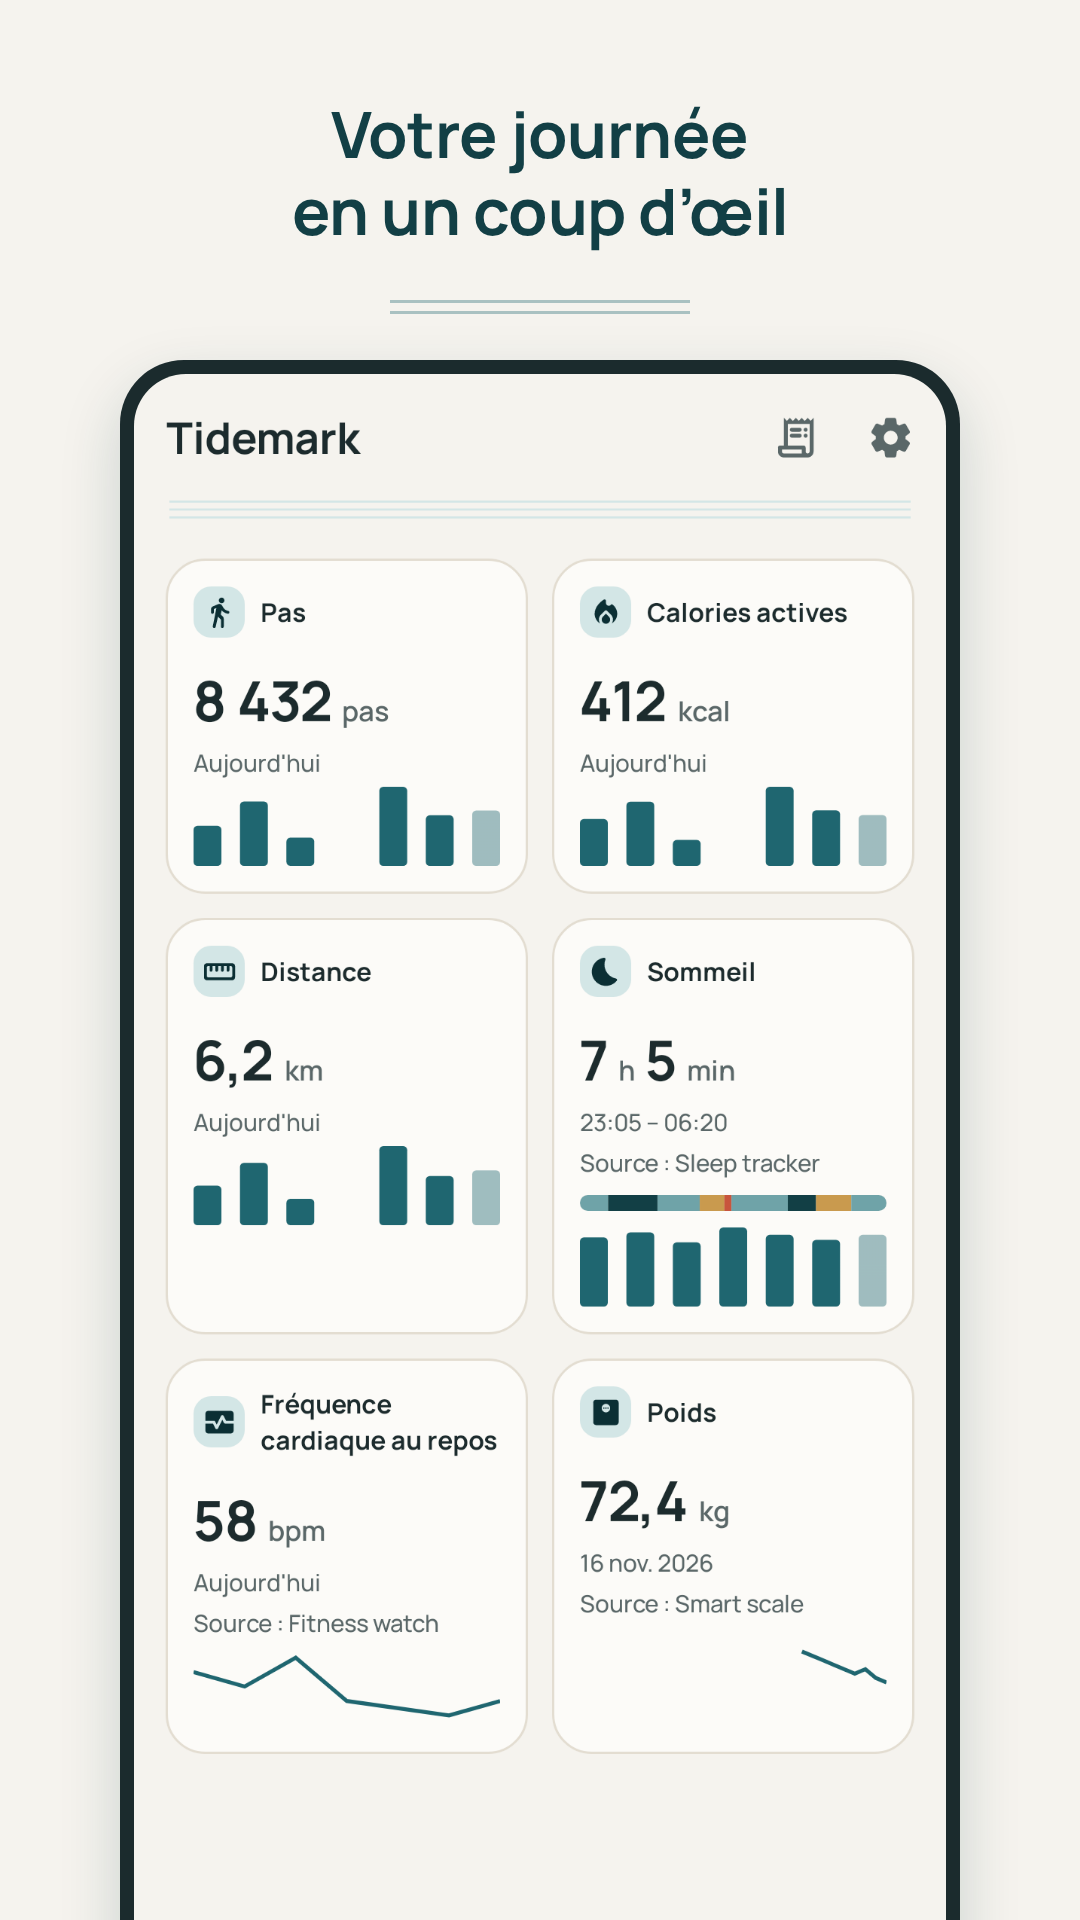 Votre journée
en un coup d’œil
Tidemark
Pas
8 432 pas
Aujourd'hui
Calories actives
412 kcal
Aujourd'hui
Distance
6,2 km
Aujourd'hui
Sommeil
7 h 5 min
23:05 – 06:20
Source : Sleep tracker
Fréquence
cardiaque au repos
58 bpm
Aujourd'hui
Source : Fitness watch
Poids
72,4 kg
16 nov. 2026
Source : Smart scale